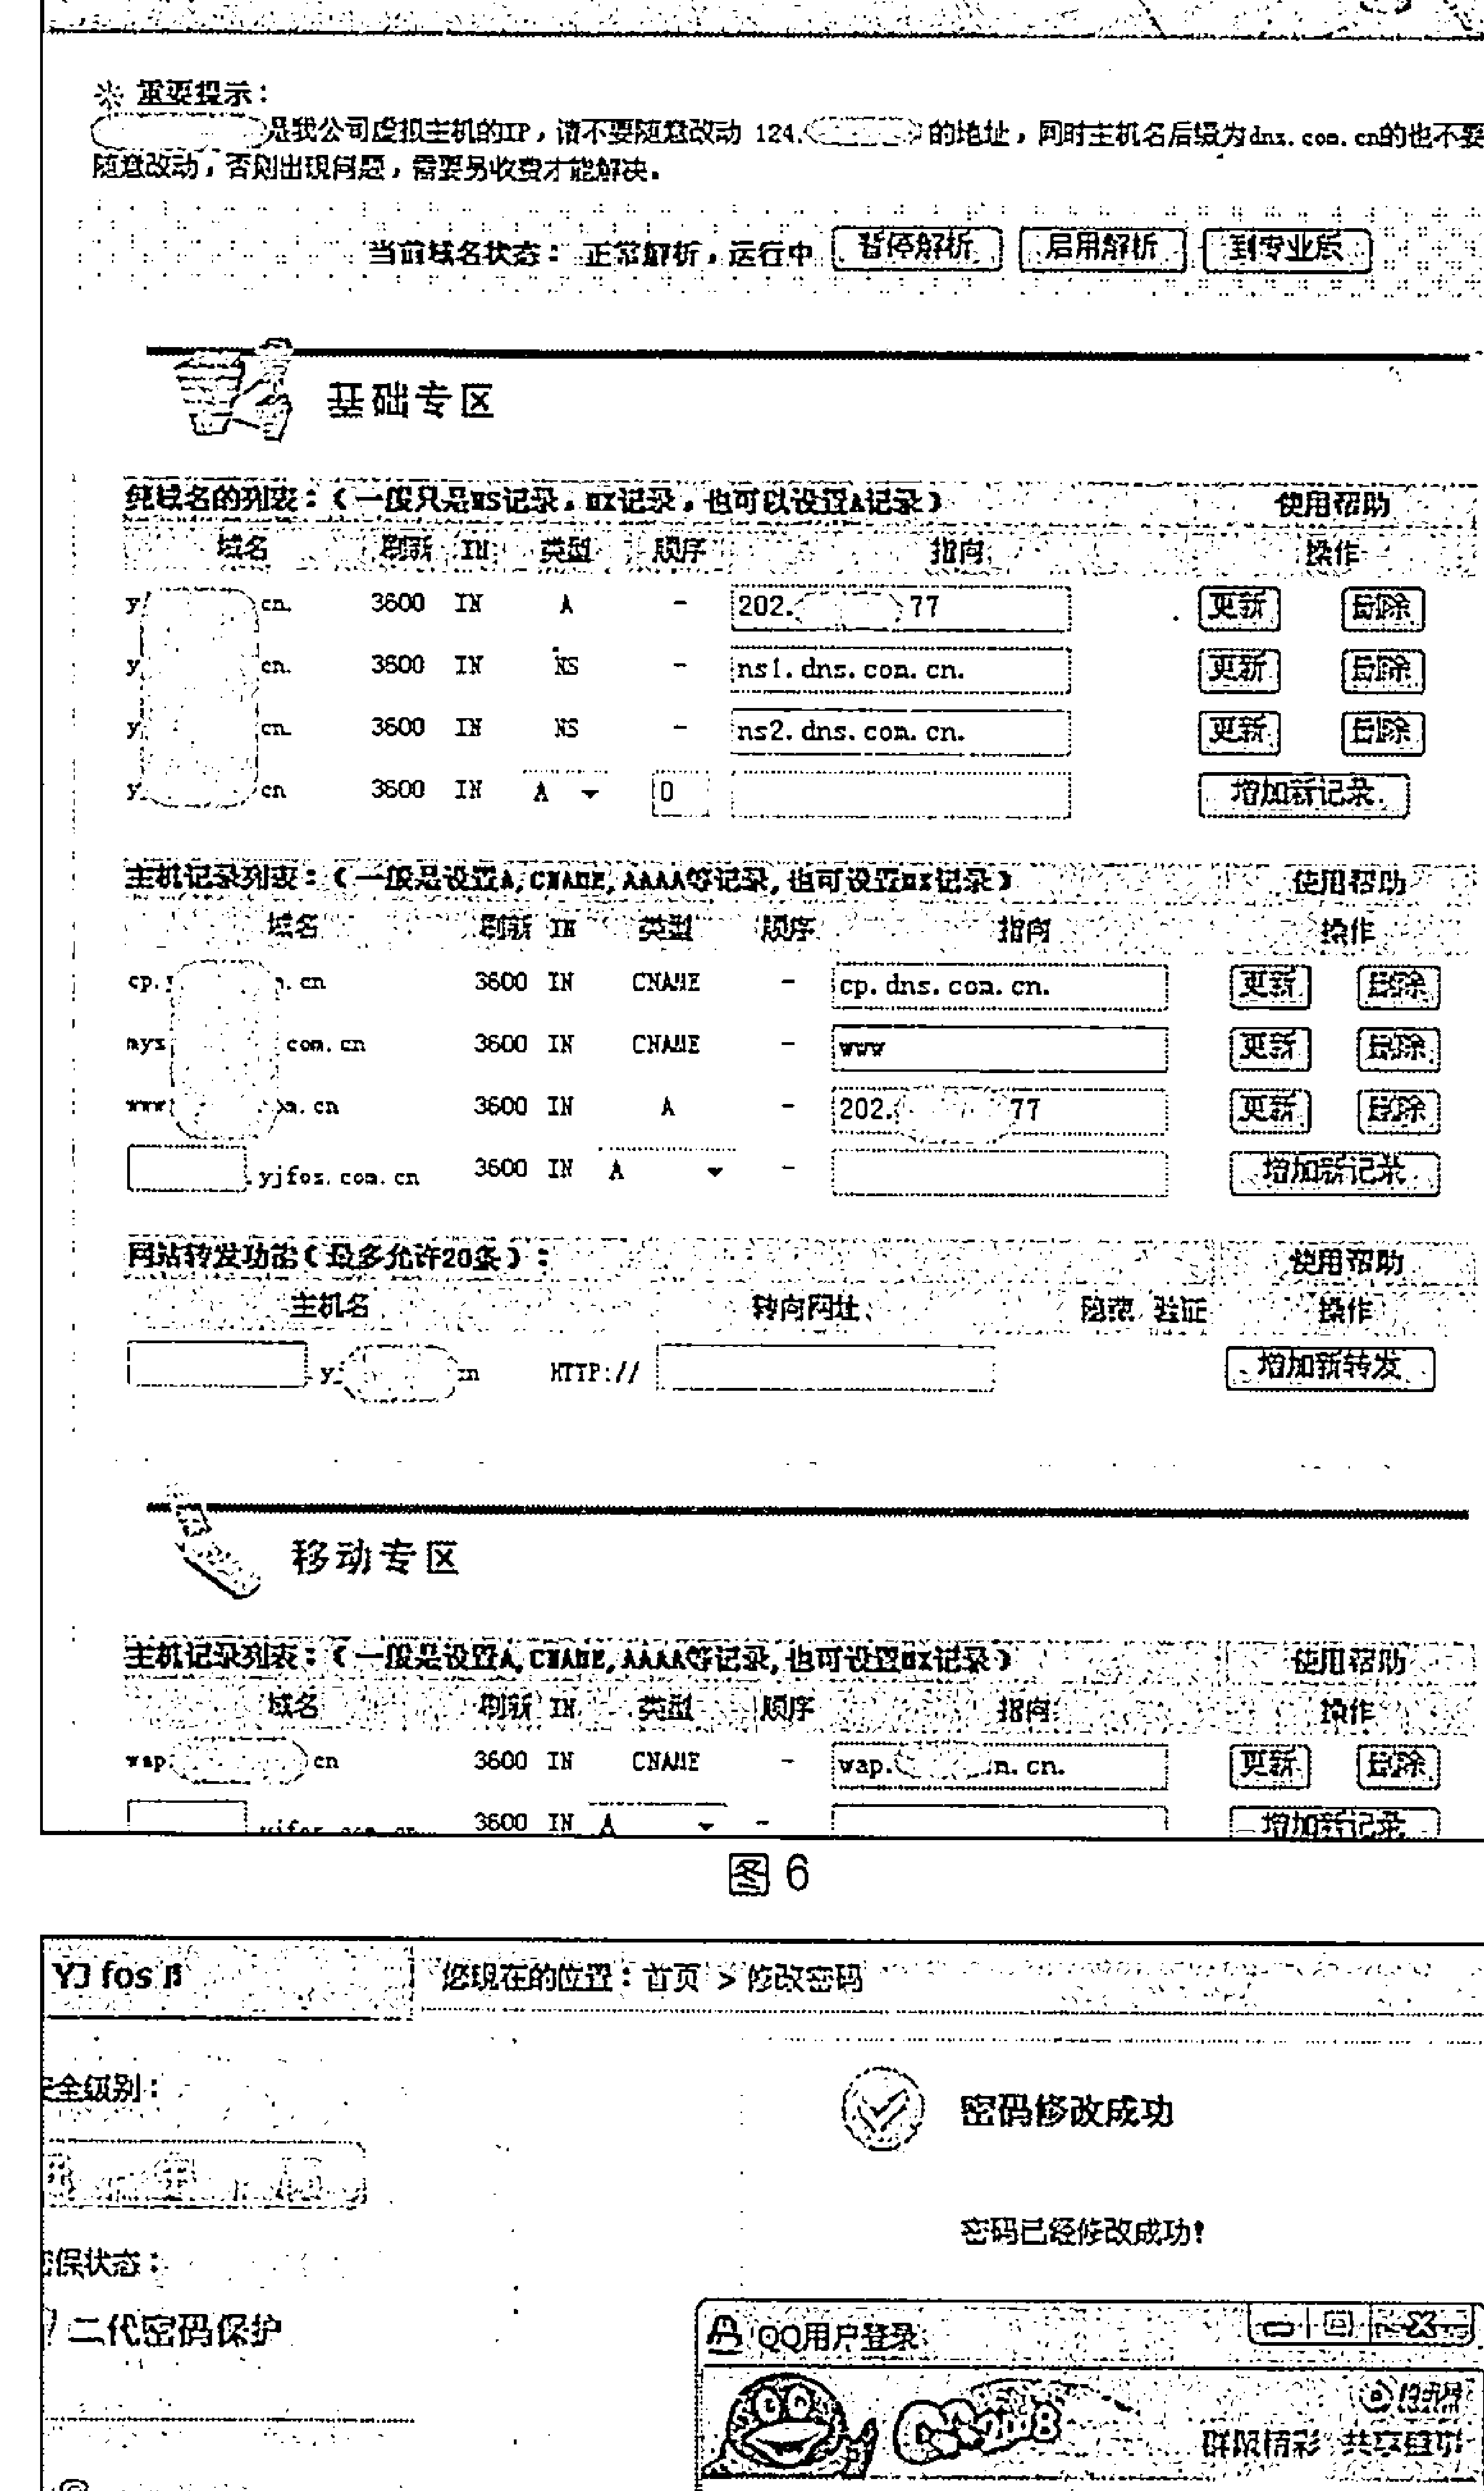 重要提示：
是我公司虚拟主机的IP，请不要随意改动 124. 的地址，同时主机名后缀为dns.com.cn的也不要
随意改动，否则出现问题，需要另收费才能解决。
当前域名状态：正常解析，运行中 暂停解析 启用解析 到专业版
基础专区
纯域名的列表：（一般只是NS记录，MX记录，也可以设置A记录） 使用帮助
域名 刷新 IN 类型 顺序 指向 操作
y cn. 3600 IN A - 202. 77 更新 删除
y cn. 3600 IN NS - ns1.dns.com.cn. 更新 删除
y cn. 3600 IN NS - ns2.dns.com.cn. 更新 删除
y cn 3600 IN A 0 增加新记录
主机记录列表：（一般是设置A,CNAME,AAAA等记录,也可设置MX记录） 使用帮助
域名 刷新 IN 类型 顺序 指向 操作
cp. .cn 3600 IN CNAME - cp.dns.com.cn. 更新 删除
mys com.cn 3600 IN CNAME - www 更新 删除
www .cn 3600 IN A - 202. 77 更新 删除
.yjfos.com.cn 3600 IN A - 增加新记录
网站转发功能（最多允许20条）： 使用帮助
主机名 转向网址 隐藏 验证 操作
.y n HTTP:// 增加新转发
移动专区
主机记录列表：（一般是设置A,CNAME,AAAA等记录,也可设置MX记录） 使用帮助
域名 刷新 IN 类型 顺序 指向 操作
wap. cn 3600 IN CNAME - wap. .cn. 更新 删除
yjfos.com.cn 3600 IN A - 增加新记录
图 6
YJ fos 您现在的位置：首页 > 修改密码
安全级别：
密码修改成功
密码已经修改成功！
密保状态：
二代密码保护
QQ用户登录
QQ2008